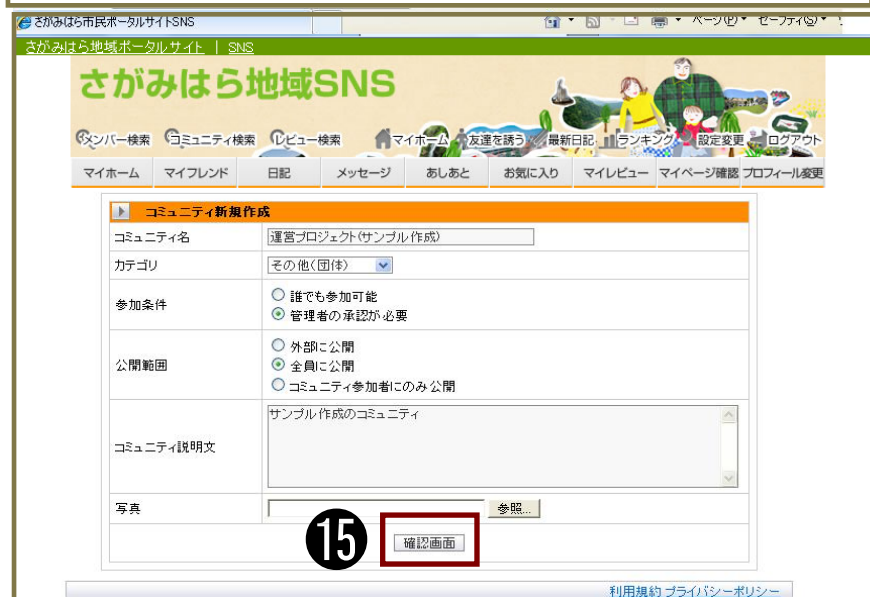 さがみはら市民ポータルサイトSNS
ページ(P) セーフティ(S)
さがみはら地域ポータルサイト | SNS
さがみはら地域SNS
メンバー検索 コミュニティ検索 レビュー検索 マイホーム 友達を誘う 最新日記 ランキング 設定変更 ログアウト
マイホーム マイフレンド 日記 メッセージ あしあと お気に入り マイレビュー マイページ確認 プロフィール変更
コミュニティ新規作成
コミュニティ名 運営プロジェクト(サンプル作成)
カテゴリ その他(団体)
参加条件
誰でも参加可能
管理者の承認が必要
公開範囲
外部に公開
全員に公開
コミュニティ参加者にのみ公開
コミュニティ説明文
サンプル作成のコミュニティ
写真 参照...
⓯ 確認画面
利用規約 プライバシーポリシー